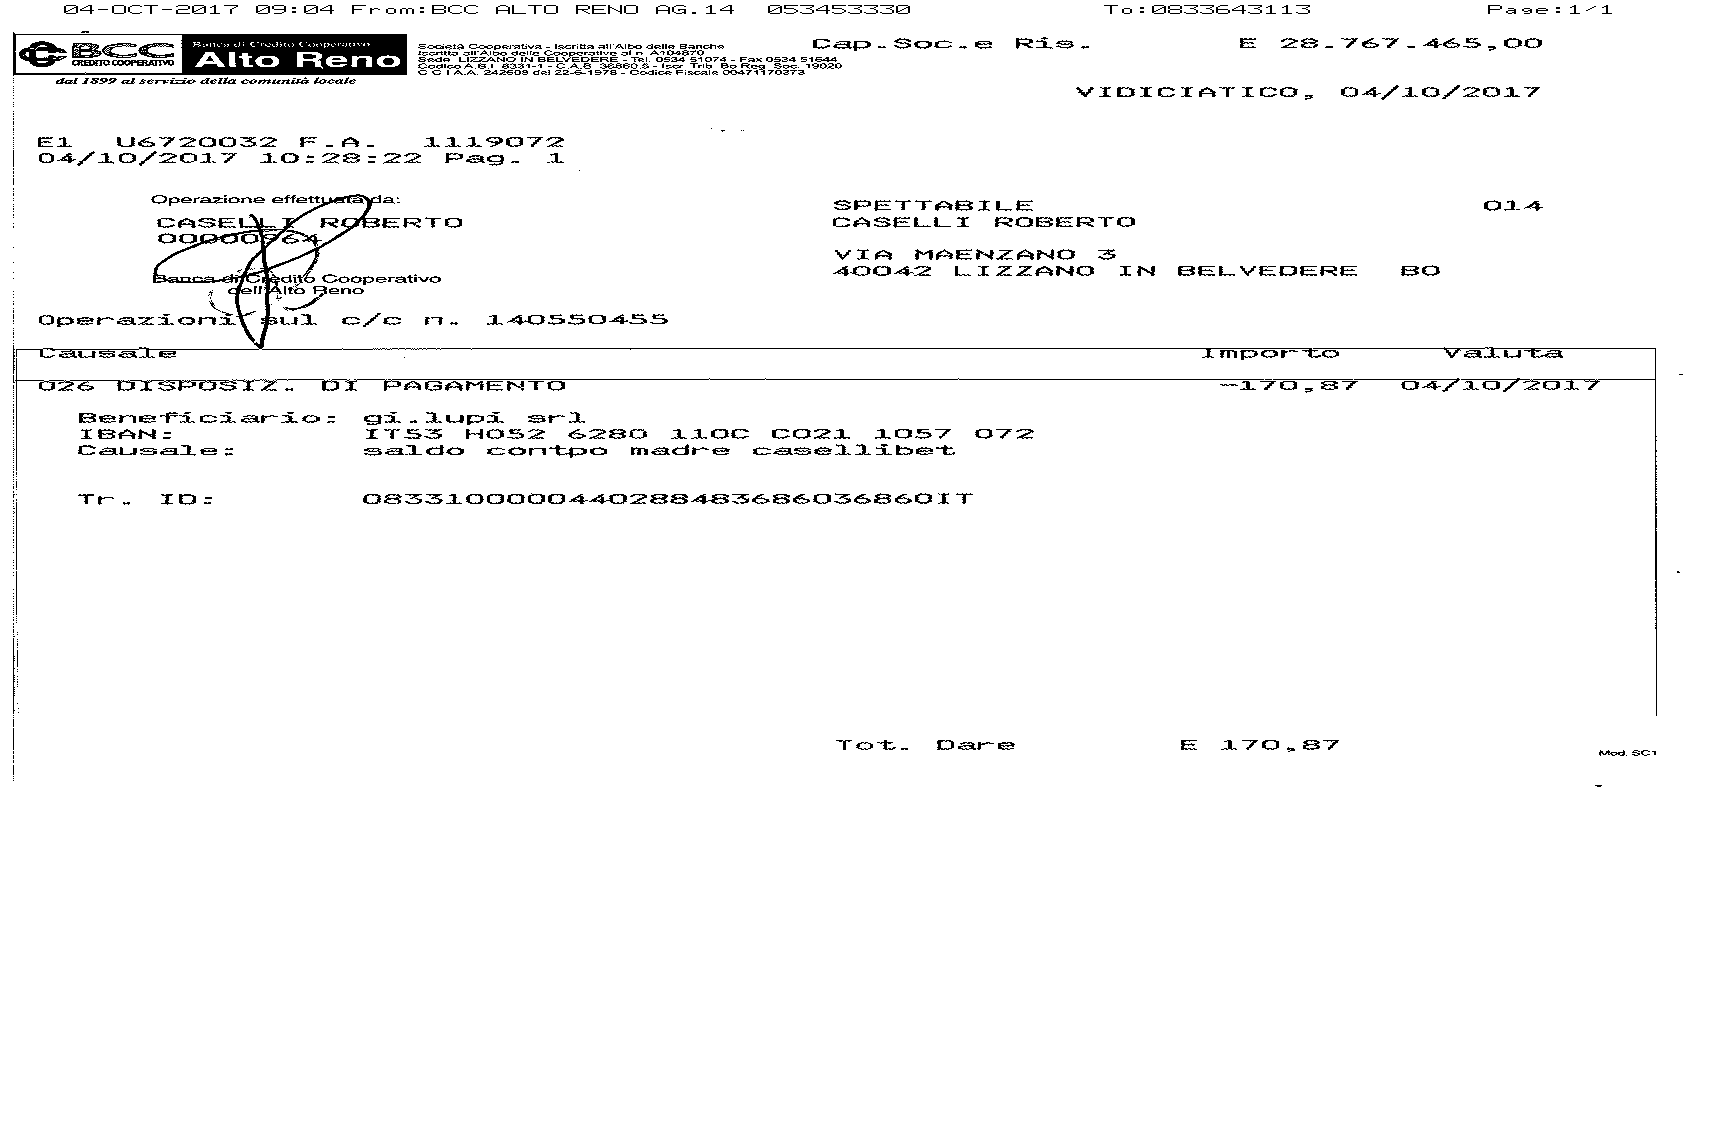 04-OCT-2017 09:04 From:BCC ALTO RENO AG.14 053453330 To:0833643113 Page:1/1
BCC
CREDITO COOPERATIVO
Banca di Credito Cooperativo
Alto Reno
dal 1899 al servizio della comunità locale
Società Cooperativa - Iscritta all'Albo delle Banche
Iscritta all'Albo delle Cooperative al n. A104870
Sede: LIZZANO IN BELVEDERE - Tel. 0534 51074 - Fax 0534 51644
Codice A.B.I. 8331-1 - C.A.B. 36860.5 - Iscr. Trib. Bo Reg. Soc. 19020
C.C.I.A.A. 242609 del 22-6-1978 - Codice Fiscale 00471170373
Cap.Soc.e Ris. E 28.767.465,00
VIDICIATICO, 04/10/2017
E1 U6720032 F.A. 1119072
04/10/2017 10:28:22 Pag. 1
Operazione effettuata da:
CASELLI ROBERTO
00000964
Banca di Credito Cooperativo
dell'Alto Reno
SPETTABILE 014
CASELLI ROBERTO
VIA MAENZANO 3
40042 LIZZANO IN BELVEDERE BO
Operazioni sul c/c n. 140550455
Causale Importo Valuta
026 DISPOSIZ. DI PAGAMENTO -170,87 04/10/2017
Beneficiario: gi.lupi srl
IBAN: IT53 H052 6280 110C C021 1057 072
Causale: saldo contpo madre casellibet
Tr. ID: 0833100000440288483686036860IT
Tot. Dare E 170,87
Mod. SC1